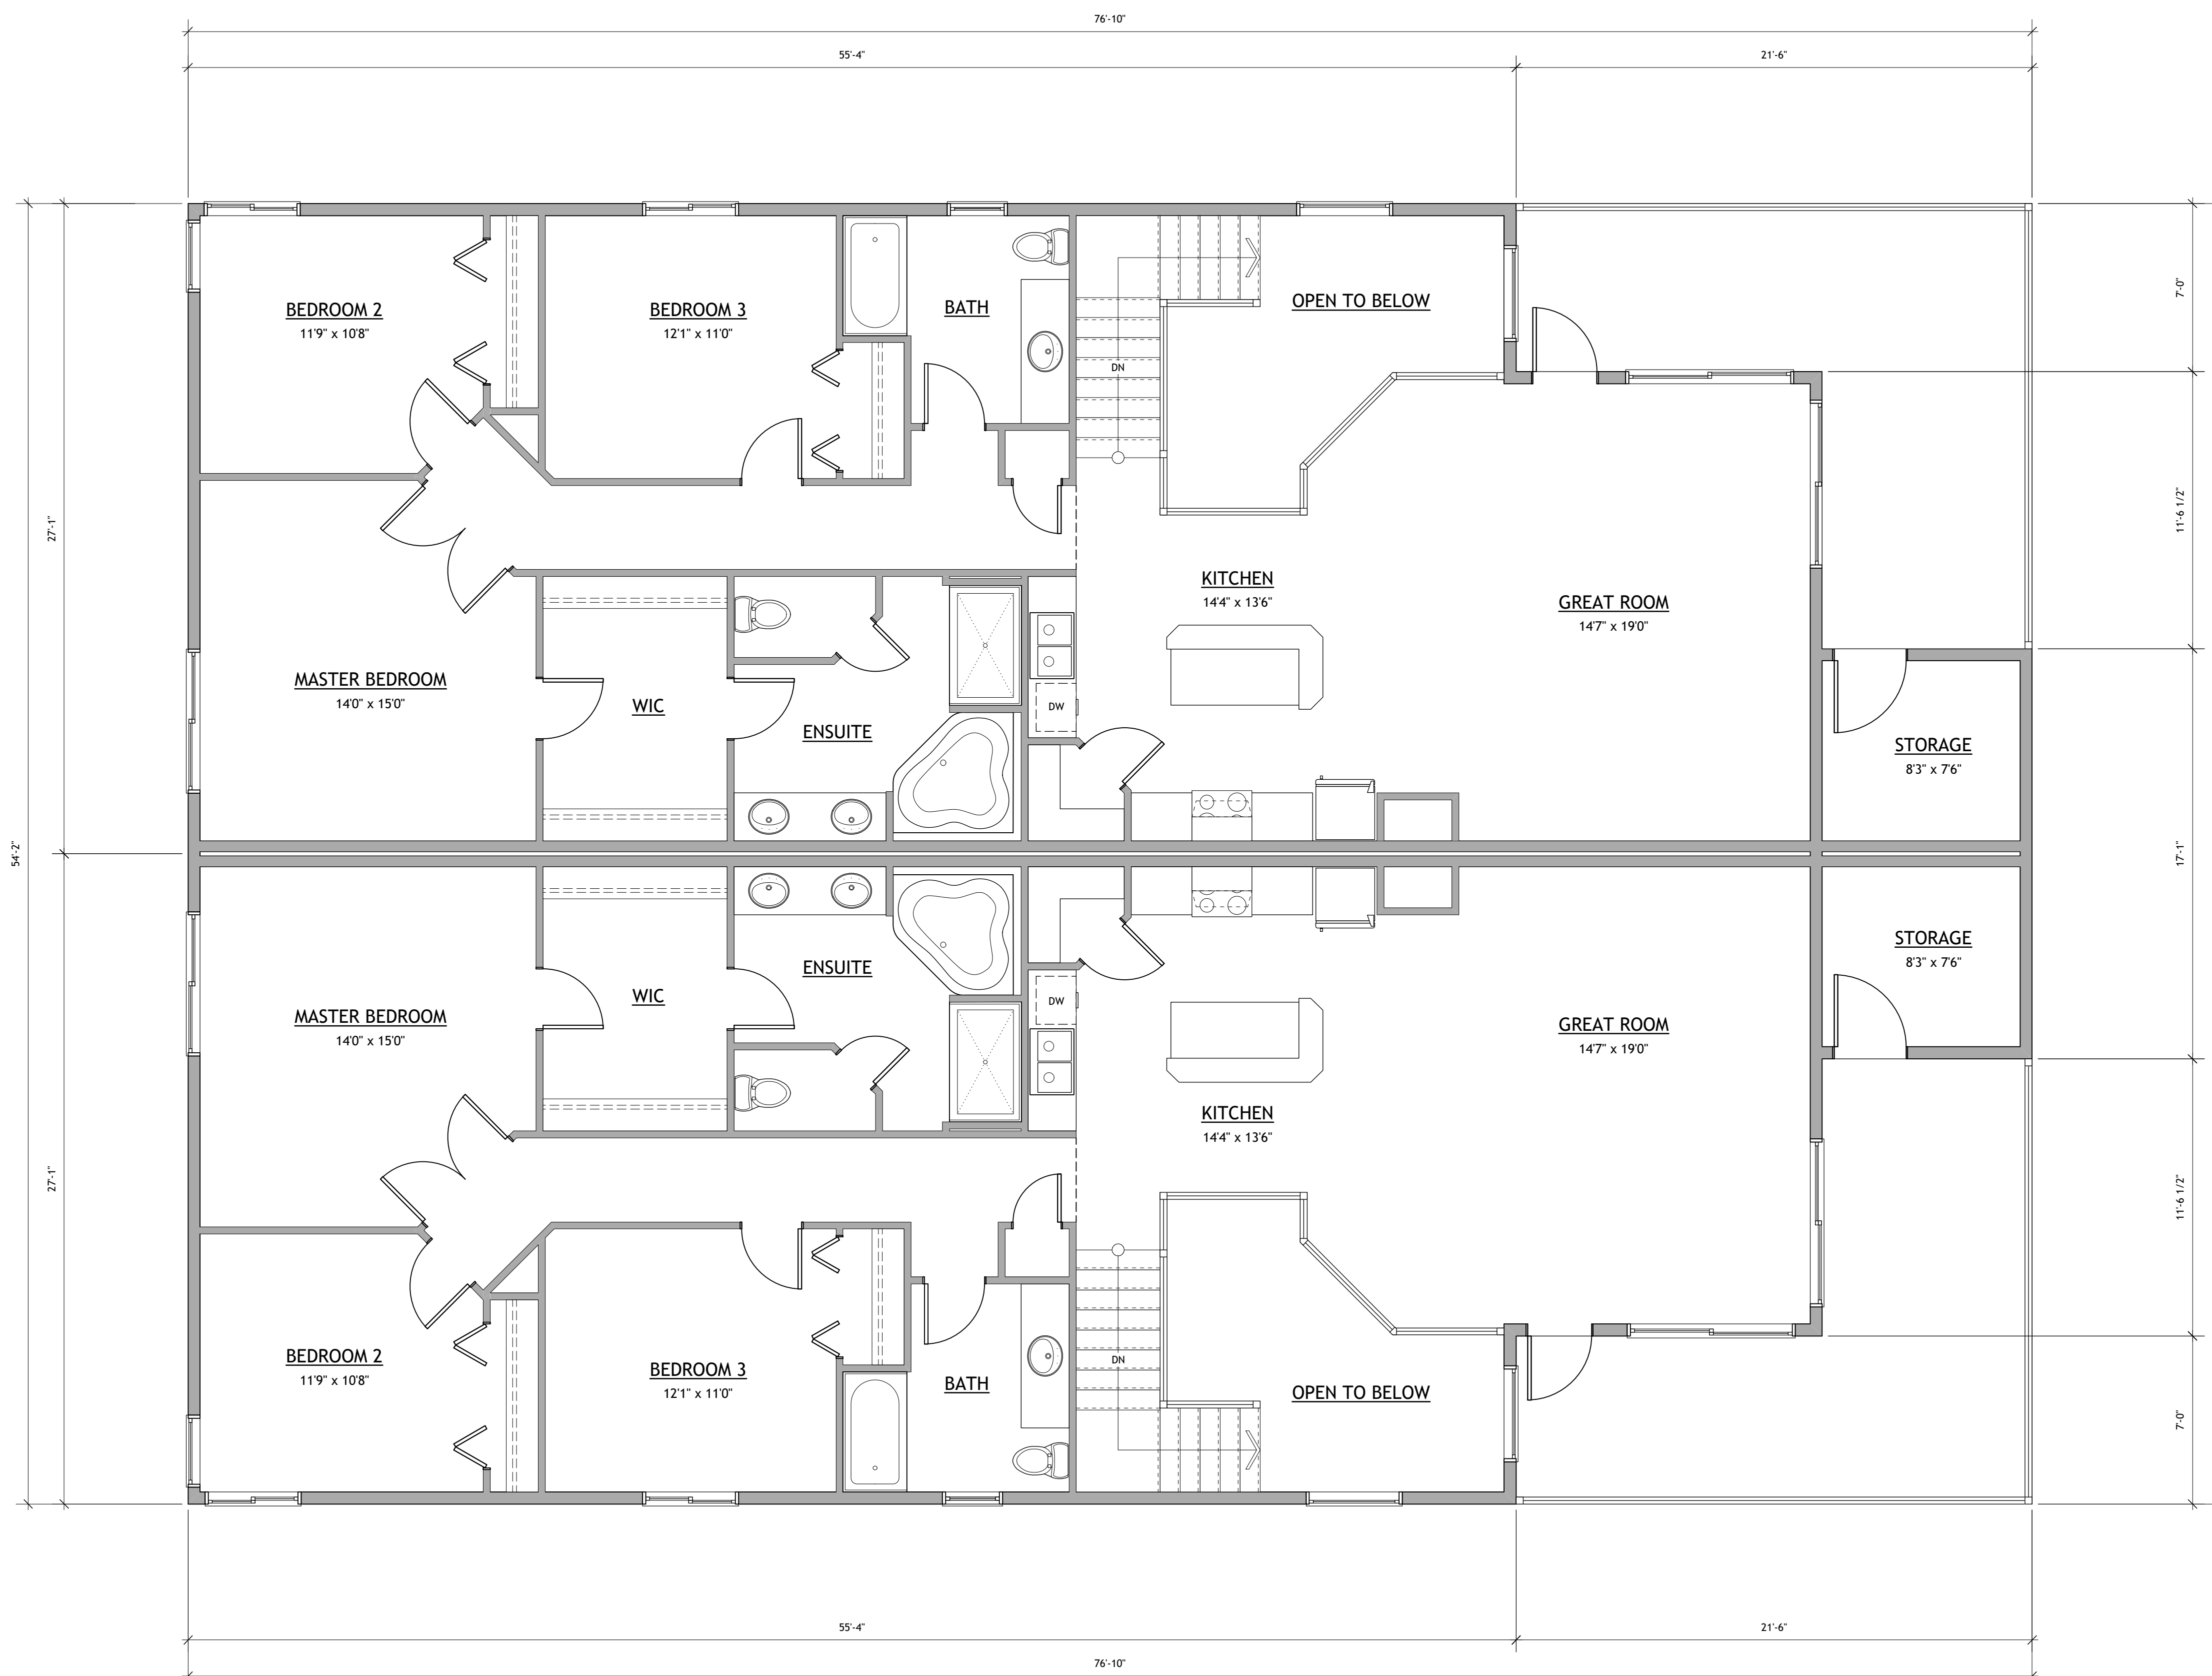 76'-10"
55'-4"
21'-6"
BEDROOM 2
11'9" x 10'8"
BEDROOM 3
12'1" x 11'0"
BATH
OPEN TO BELOW
DN
7'-0"
27'-1"
11'-6 1/2"
KITCHEN
14'4" x 13'6"
GREAT ROOM
14'7" x 19'0"
MASTER BEDROOM
14'0" x 15'0"
WIC
DW
ENSUITE
STORAGE
8'3" x 7'6"
54'-2"
17'-1"
STORAGE
8'3" x 7'6"
ENSUITE
WIC
DW
MASTER BEDROOM
14'0" x 15'0"
GREAT ROOM
14'7" x 19'0"
KITCHEN
14'4" x 13'6"
27'-1"
11'-6 1/2"
BEDROOM 2
11'9" x 10'8"
BEDROOM 3
12'1" x 11'0"
DN
BATH
OPEN TO BELOW
7'-0"
55'-4"
21'-6"
76'-10"